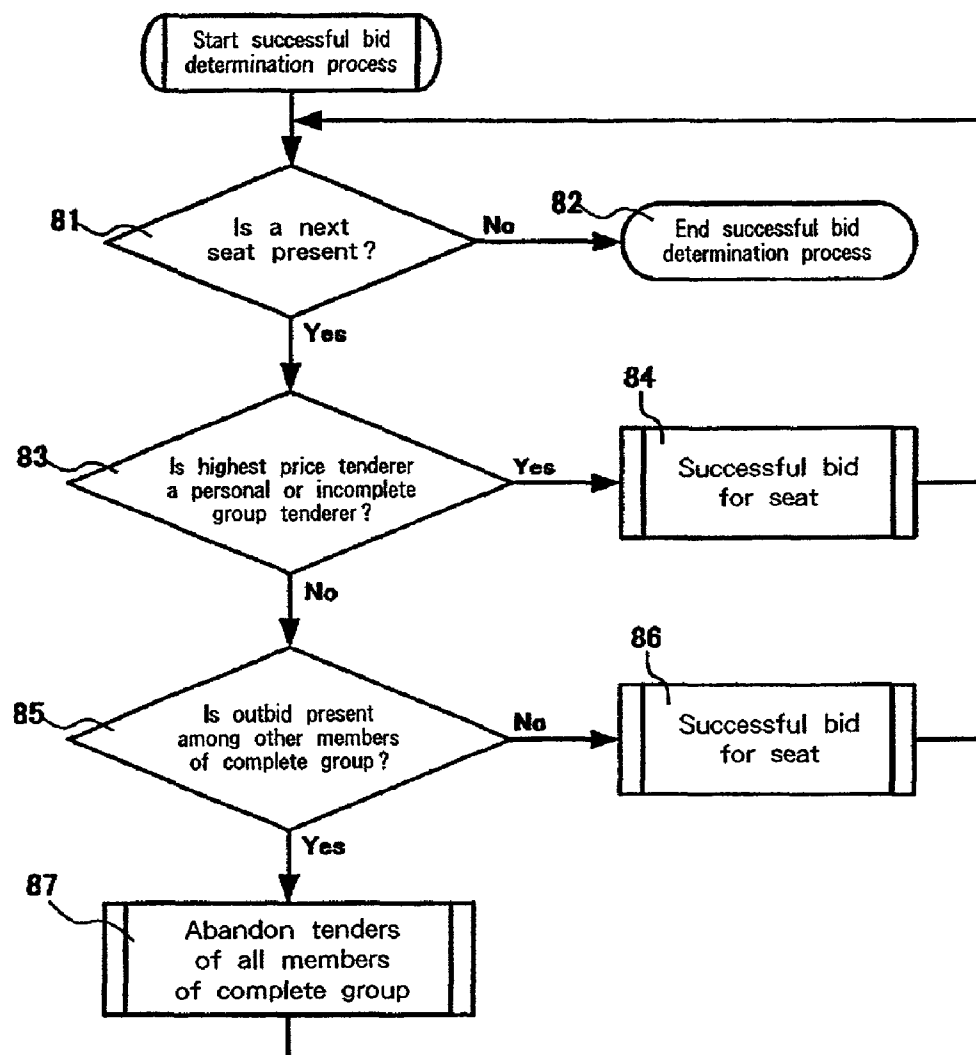 Start successful bid
determination process
81
Is a next
seat present?
No
82
End successful bid
determination process
Yes
83
Is highest price tenderer
a personal or incomplete
group tenderer?
Yes
84
Successful bid
for seat
No
85
Is outbid present
among other members
of complete group?
No
86
Successful bid
for seat
Yes
87
Abandon tenders
of all members
of complete group